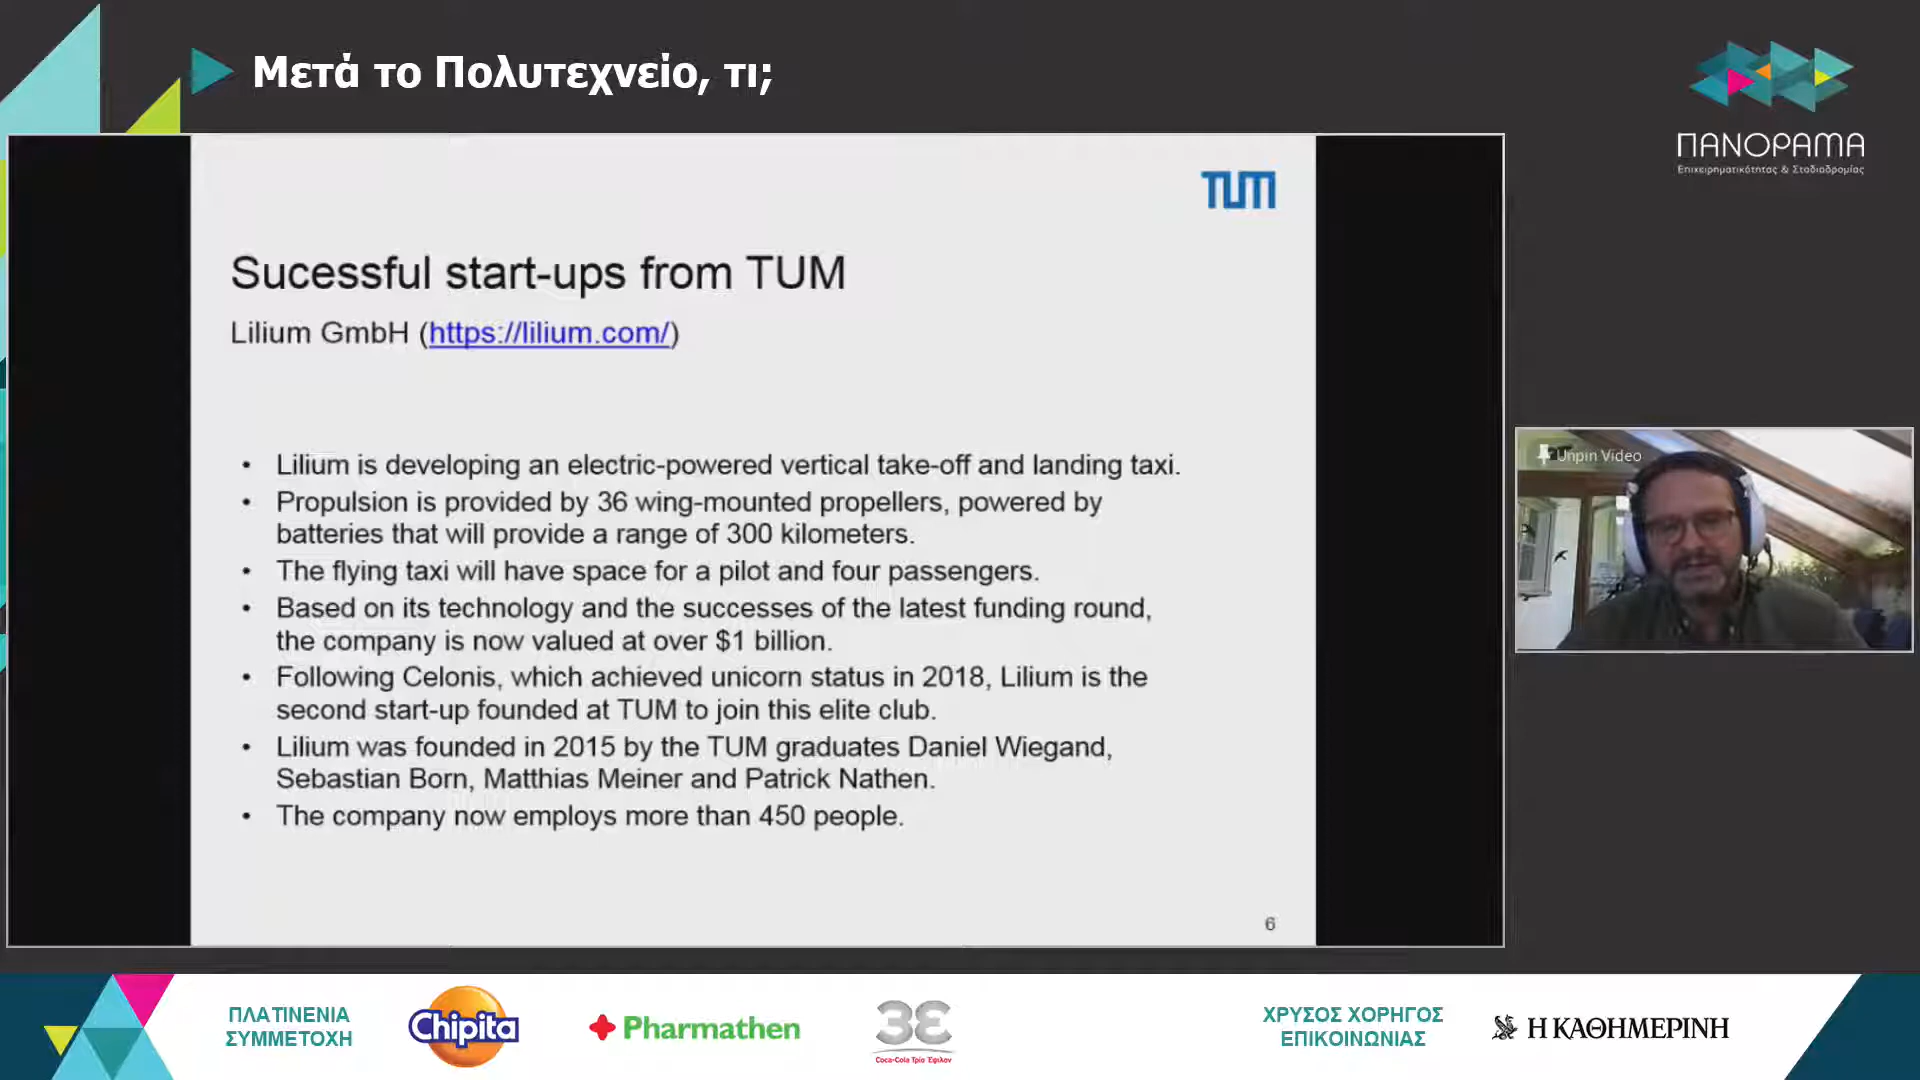 Μετά το Πολυτεχνείο, τι;
ΠΑΝΟΡΑΜΑ
Επιχειρηματικότητας & Σταδιοδρομίας
TUM
Sucessful start-ups from TUM
Lilium GmbH (https://lilium.com/)
• Lilium is developing an electric-powered vertical take-off and landing taxi.
• Propulsion is provided by 36 wing-mounted propellers, powered by
batteries that will provide a range of 300 kilometers.
• The flying taxi will have space for a pilot and four passengers.
• Based on its technology and the successes of the latest funding round,
the company is now valued at over $1 billion.
• Following Celonis, which achieved unicorn status in 2018, Lilium is the
second start-up founded at TUM to join this elite club.
• Lilium was founded in 2015 by the TUM graduates Daniel Wiegand,
Sebastian Born, Matthias Meiner and Patrick Nathen.
• The company now employs more than 450 people.
6
Unpin Video
ΠΛΑΤΙΝΕΝΙΑ
ΣΥΜΜΕΤΟΧΗ
Chipita
Pharmathen
3Ε
Coca-Cola Τρία Έψιλον
ΧΡΥΣΟΣ ΧΟΡΗΓΟΣ
ΕΠΙΚΟΙΝΩΝΙΑΣ
Η ΚΑΘΗΜΕΡΙΝΗ